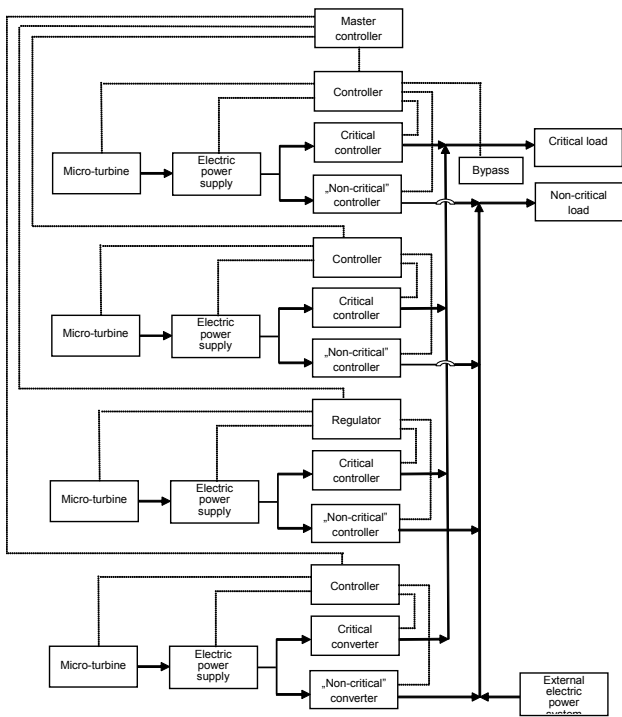 Master
controller
Controller
Critical
controller
Critical load
Micro-turbine
Electric
power
supply
Bypass
„Non-critical”
controller
Non-critical
load
Controller
Critical
controller
Micro-turbine
Electric
power
supply
„Non-critical”
controller
Regulator
Critical
controller
Micro-turbine
Electric
power
supply
„Non-critical”
controller
Controller
Critical
converter
Micro-turbine
Electric
power
supply
„Non-critical”
converter
External
electric
power
system